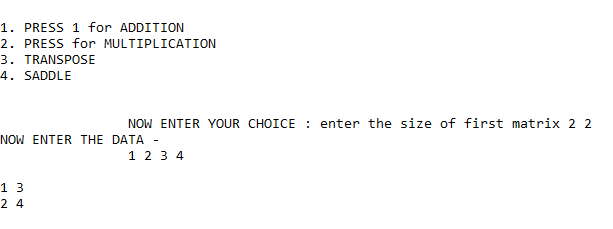 1. PRESS 1 for ADDITION
2. PRESS for MULTIPLICATION
3. TRANSPOSE
4. SADDLE
NOW ENTER YOUR CHOICE : enter the size of first matrix 2 2
NOW ENTER THE DATA -
1 2 3 4
1 3
2 4